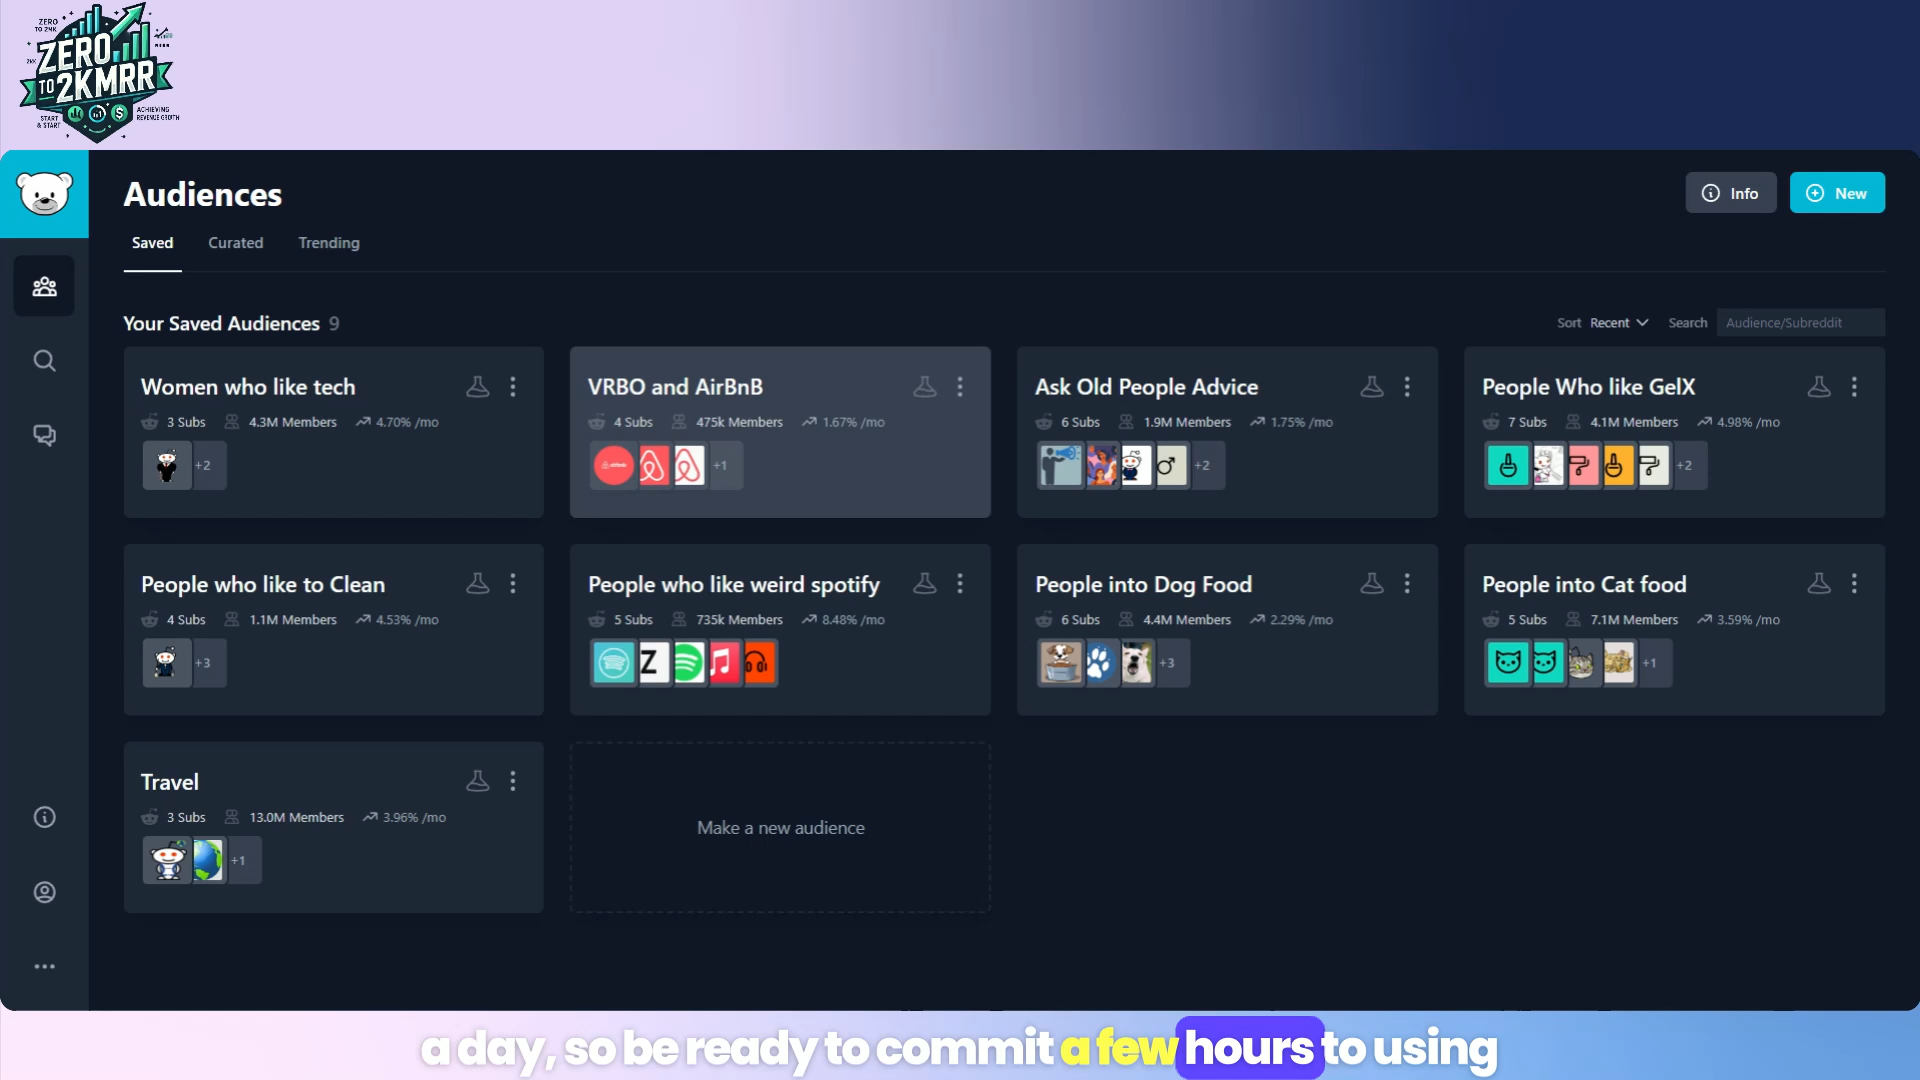 ZERO
TO 2KMRR
START
& START
ACHIEVING
REVENUE GROTH
Audiences
Info
New
Saved
Curated
Trending
Your Saved Audiences 9
Sort Recent
Search Audience/Subreddit
Women who like tech
3 Subs 4.3M Members 4.70% /mo
+2
VRBO and AirBnB
4 Subs 475k Members 1.67% /mo
+1
Ask Old People Advice
6 Subs 1.9M Members 1.75% /mo
+2
People Who like GelX
7 Subs 4.1M Members 4.98% /mo
+2
People who like to Clean
4 Subs 1.1M Members 4.53% /mo
+3
People who like weird spotify
5 Subs 735k Members 8.48% /mo
Z
People into Dog Food
6 Subs 4.4M Members 2.29% /mo
+3
People into Cat food
5 Subs 7.1M Members 3.59% /mo
+1
Travel
3 Subs 13.0M Members 3.96% /mo
+1
Make a new audience
a day, so be ready to commit a few hours to using